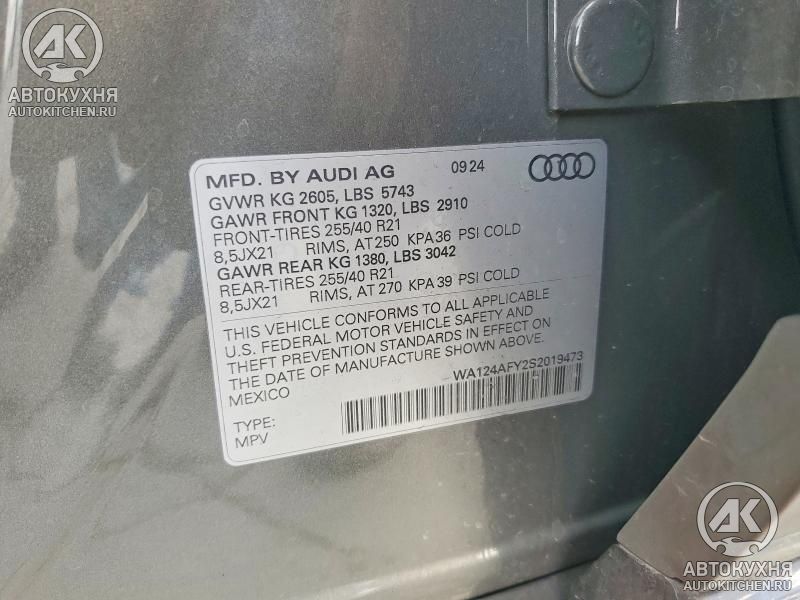 AK
АВТОКУХНЯ
AUTOKITCHEN.RU
MFD. BY AUDI AG 09 24
GVWR KG 2605, LBS 5743
GAWR FRONT KG 1320, LBS 2910
FRONT-TIRES 255/40 R21
8,5JX21 RIMS, AT 250 KPA 36 PSI COLD
GAWR REAR KG 1380, LBS 3042
REAR-TIRES 255/40 R21
8,5JX21 RIMS, AT 270 KPA 39 PSI COLD
THIS VEHICLE CONFORMS TO ALL APPLICABLE
U.S. FEDERAL MOTOR VEHICLE SAFETY AND
THEFT PREVENTION STANDARDS IN EFFECT ON
THE DATE OF MANUFACTURE SHOWN ABOVE.
MEXICO
WA124AFY2S2019473
TYPE:
MPV
AK
АВТОКУХНЯ
AUTOKITCHEN.RU